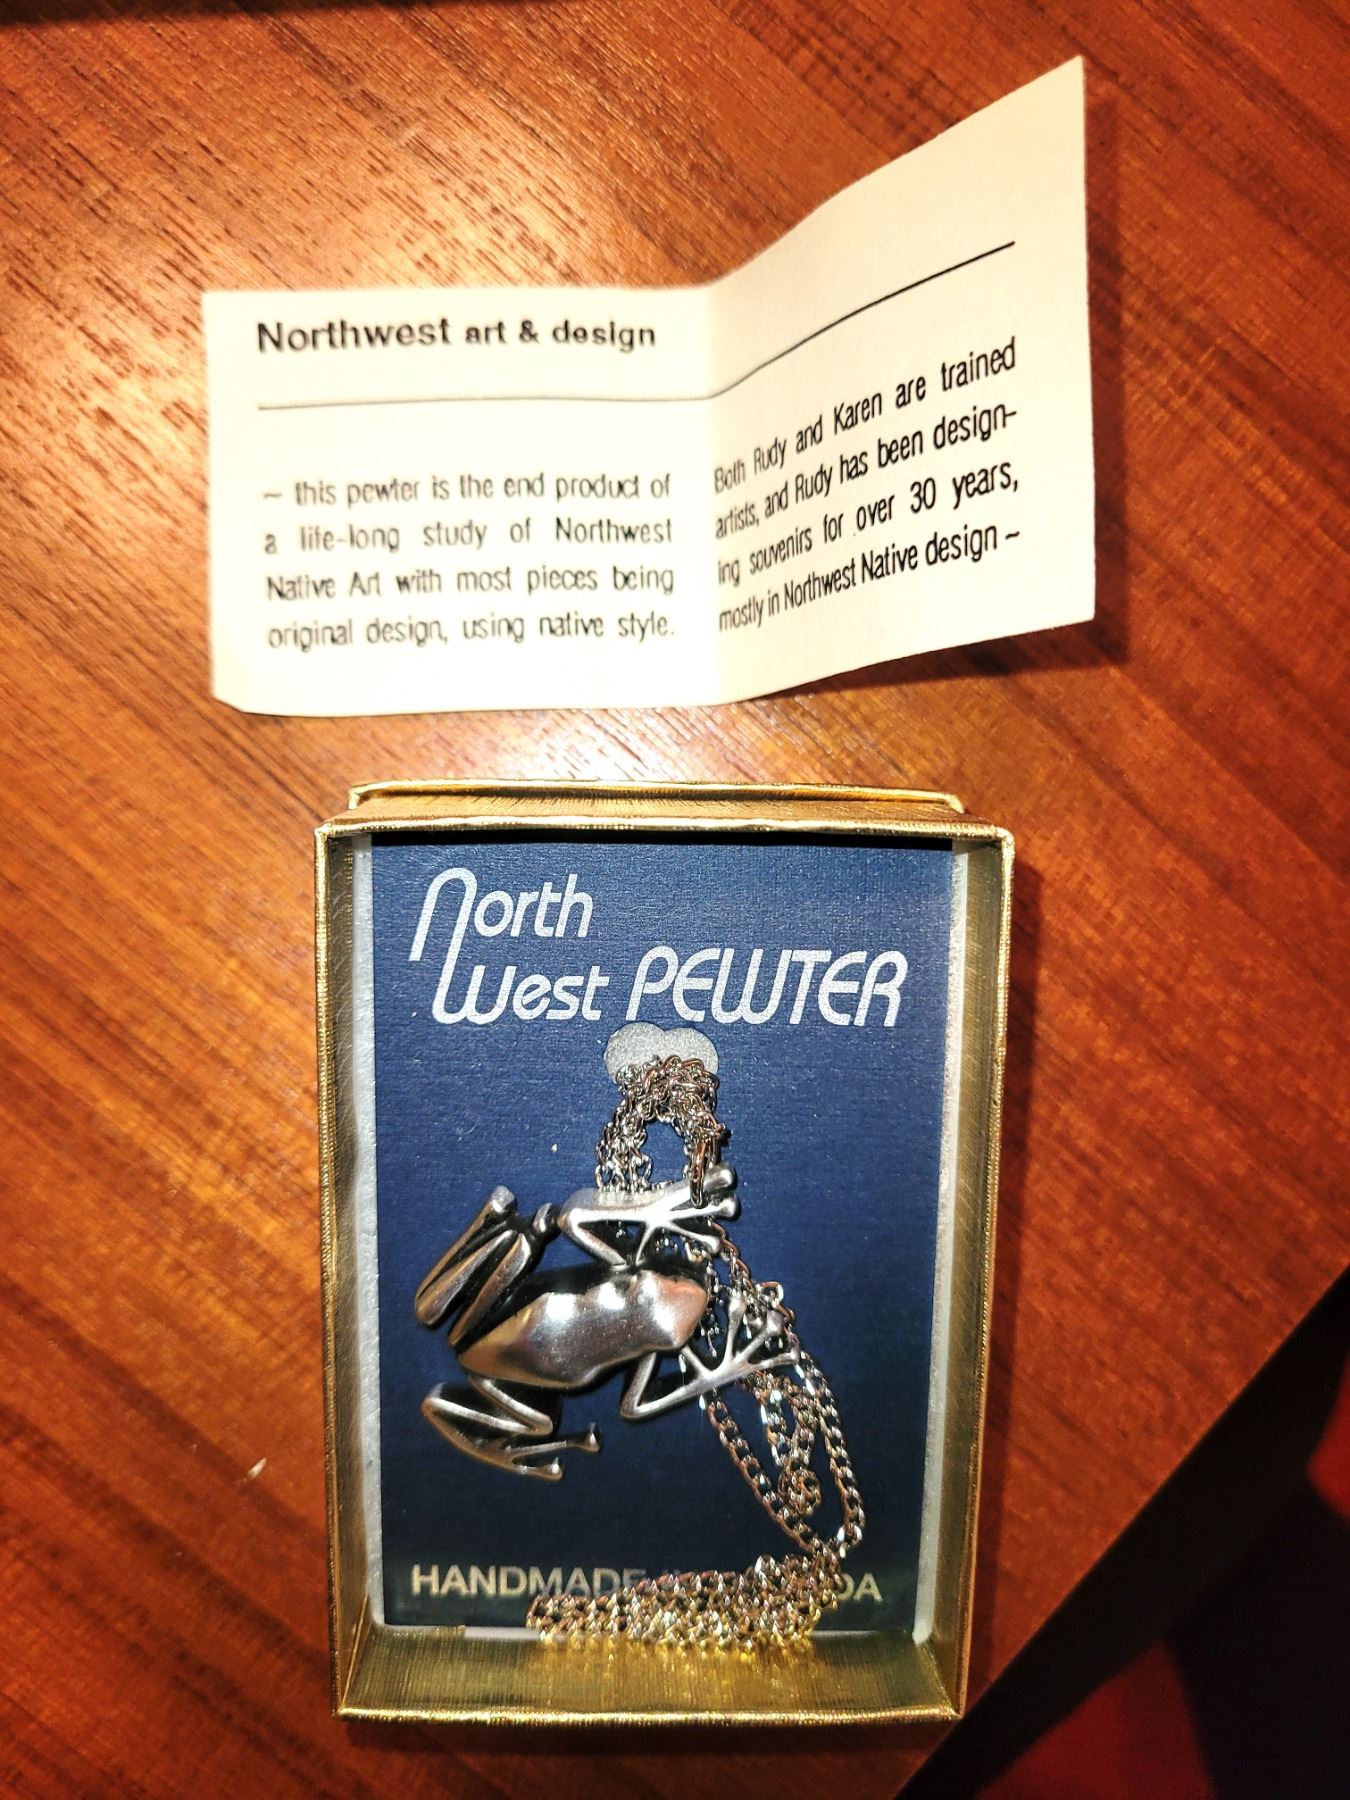 Northwest art & design
~ this pewter is the end product of
a life-long study of Northwest
Native Art with most pieces being
original design, using native style.
Both Rudy and Karen are trained
artists, and Rudy has been design-
ing souvenirs for over 30 years,
mostly in Northwest Native design ~
North
West PEWTER
HANDMADE